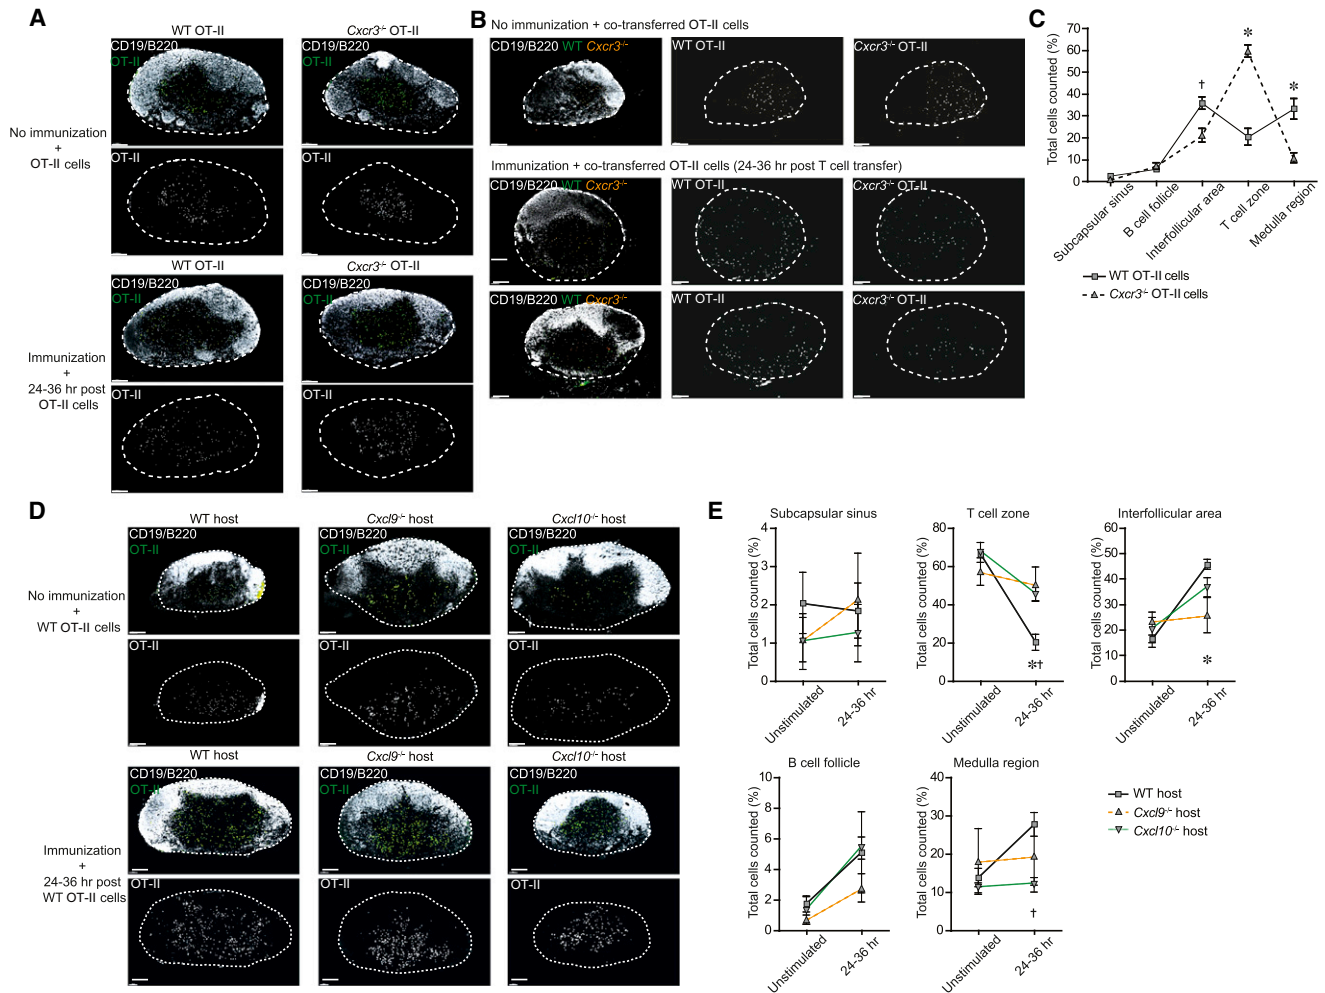 A
WT OT-II
Cxcr3-/- OT-II
CD19/B220
OT-II
CD19/B220
OT-II
No immunization
+
OT-II cells
OT-II
OT-II
WT OT-II
Cxcr3-/- OT-II
CD19/B220
OT-II
CD19/B220
OT-II
Immunization
+
24-36 hr post
OT-II cells
OT-II
OT-II
B
No immunization + co-transferred OT-II cells
CD19/B220 WT Cxcr3-/-
WT OT-II
Cxcr3-/- OT-II
Immunization + co-transferred OT-II cells (24-36 hr post T cell transfer)
CD19/B220 WT Cxcr3-/-
WT OT-II
Cxcr3-/- OT-II
CD19/B220 WT Cxcr3-/-
WT OT-II
Cxcr3-/- OT-II
C
Total cells counted (%)
70
60
50
40
30
20
10
0
†
*
*
Subcapsular sinus
B cell follicle
Interfollicular area
T cell zone
Medulla region
WT OT-II cells
Cxcr3-/- OT-II cells
D
WT host
Cxcl9-/- host
Cxcl10-/- host
CD19/B220
OT-II
CD19/B220
OT-II
CD19/B220
OT-II
No immunization
+
WT OT-II cells
OT-II
OT-II
OT-II
WT host
Cxcl9-/- host
Cxcl10-/- host
CD19/B220
OT-II
CD19/B220
OT-II
CD19/B220
OT-II
Immunization
+
24-36 hr post
WT OT-II cells
OT-II
OT-II
OT-II
E
Subcapsular sinus
Total cells counted (%)
4
3
2
1
0
Unstimulated
24-36 hr
T cell zone
Total cells counted (%)
80
60
40
20
0
*†
Unstimulated
24-36 hr
Interfollicular area
Total cells counted (%)
60
50
40
30
20
10
0
*
Unstimulated
24-36 hr
B cell follicle
Total cells counted (%)
10
8
6
4
2
0
Unstimulated
24-36 hr
Medulla region
Total cells counted (%)
40
30
20
10
0
†
Unstimulated
24-36 hr
WT host
Cxcl9-/- host
Cxcl10-/- host